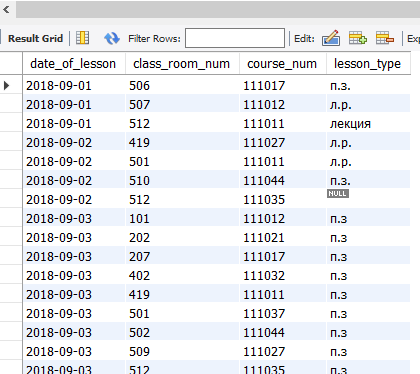 Result Grid Filter Rows: Edit:
date_of_lesson class_room_num course_num lesson_type
2018-09-01 506 111017 п.з.
2018-09-01 507 111012 л.р.
2018-09-01 512 111011 лекция
2018-09-02 419 111027 л.р.
2018-09-02 501 111011 л.р.
2018-09-02 510 111044 п.з.
2018-09-02 512 111035 NULL
2018-09-03 101 111012 п.з
2018-09-03 202 111021 п.з
2018-09-03 207 111017 п.з
2018-09-03 402 111032 п.з
2018-09-03 419 111011 п.з
2018-09-03 501 111037 п.з
2018-09-03 502 111044 п.з
2018-09-03 509 111027 п.з
2018-09-03 512 111035 п.з